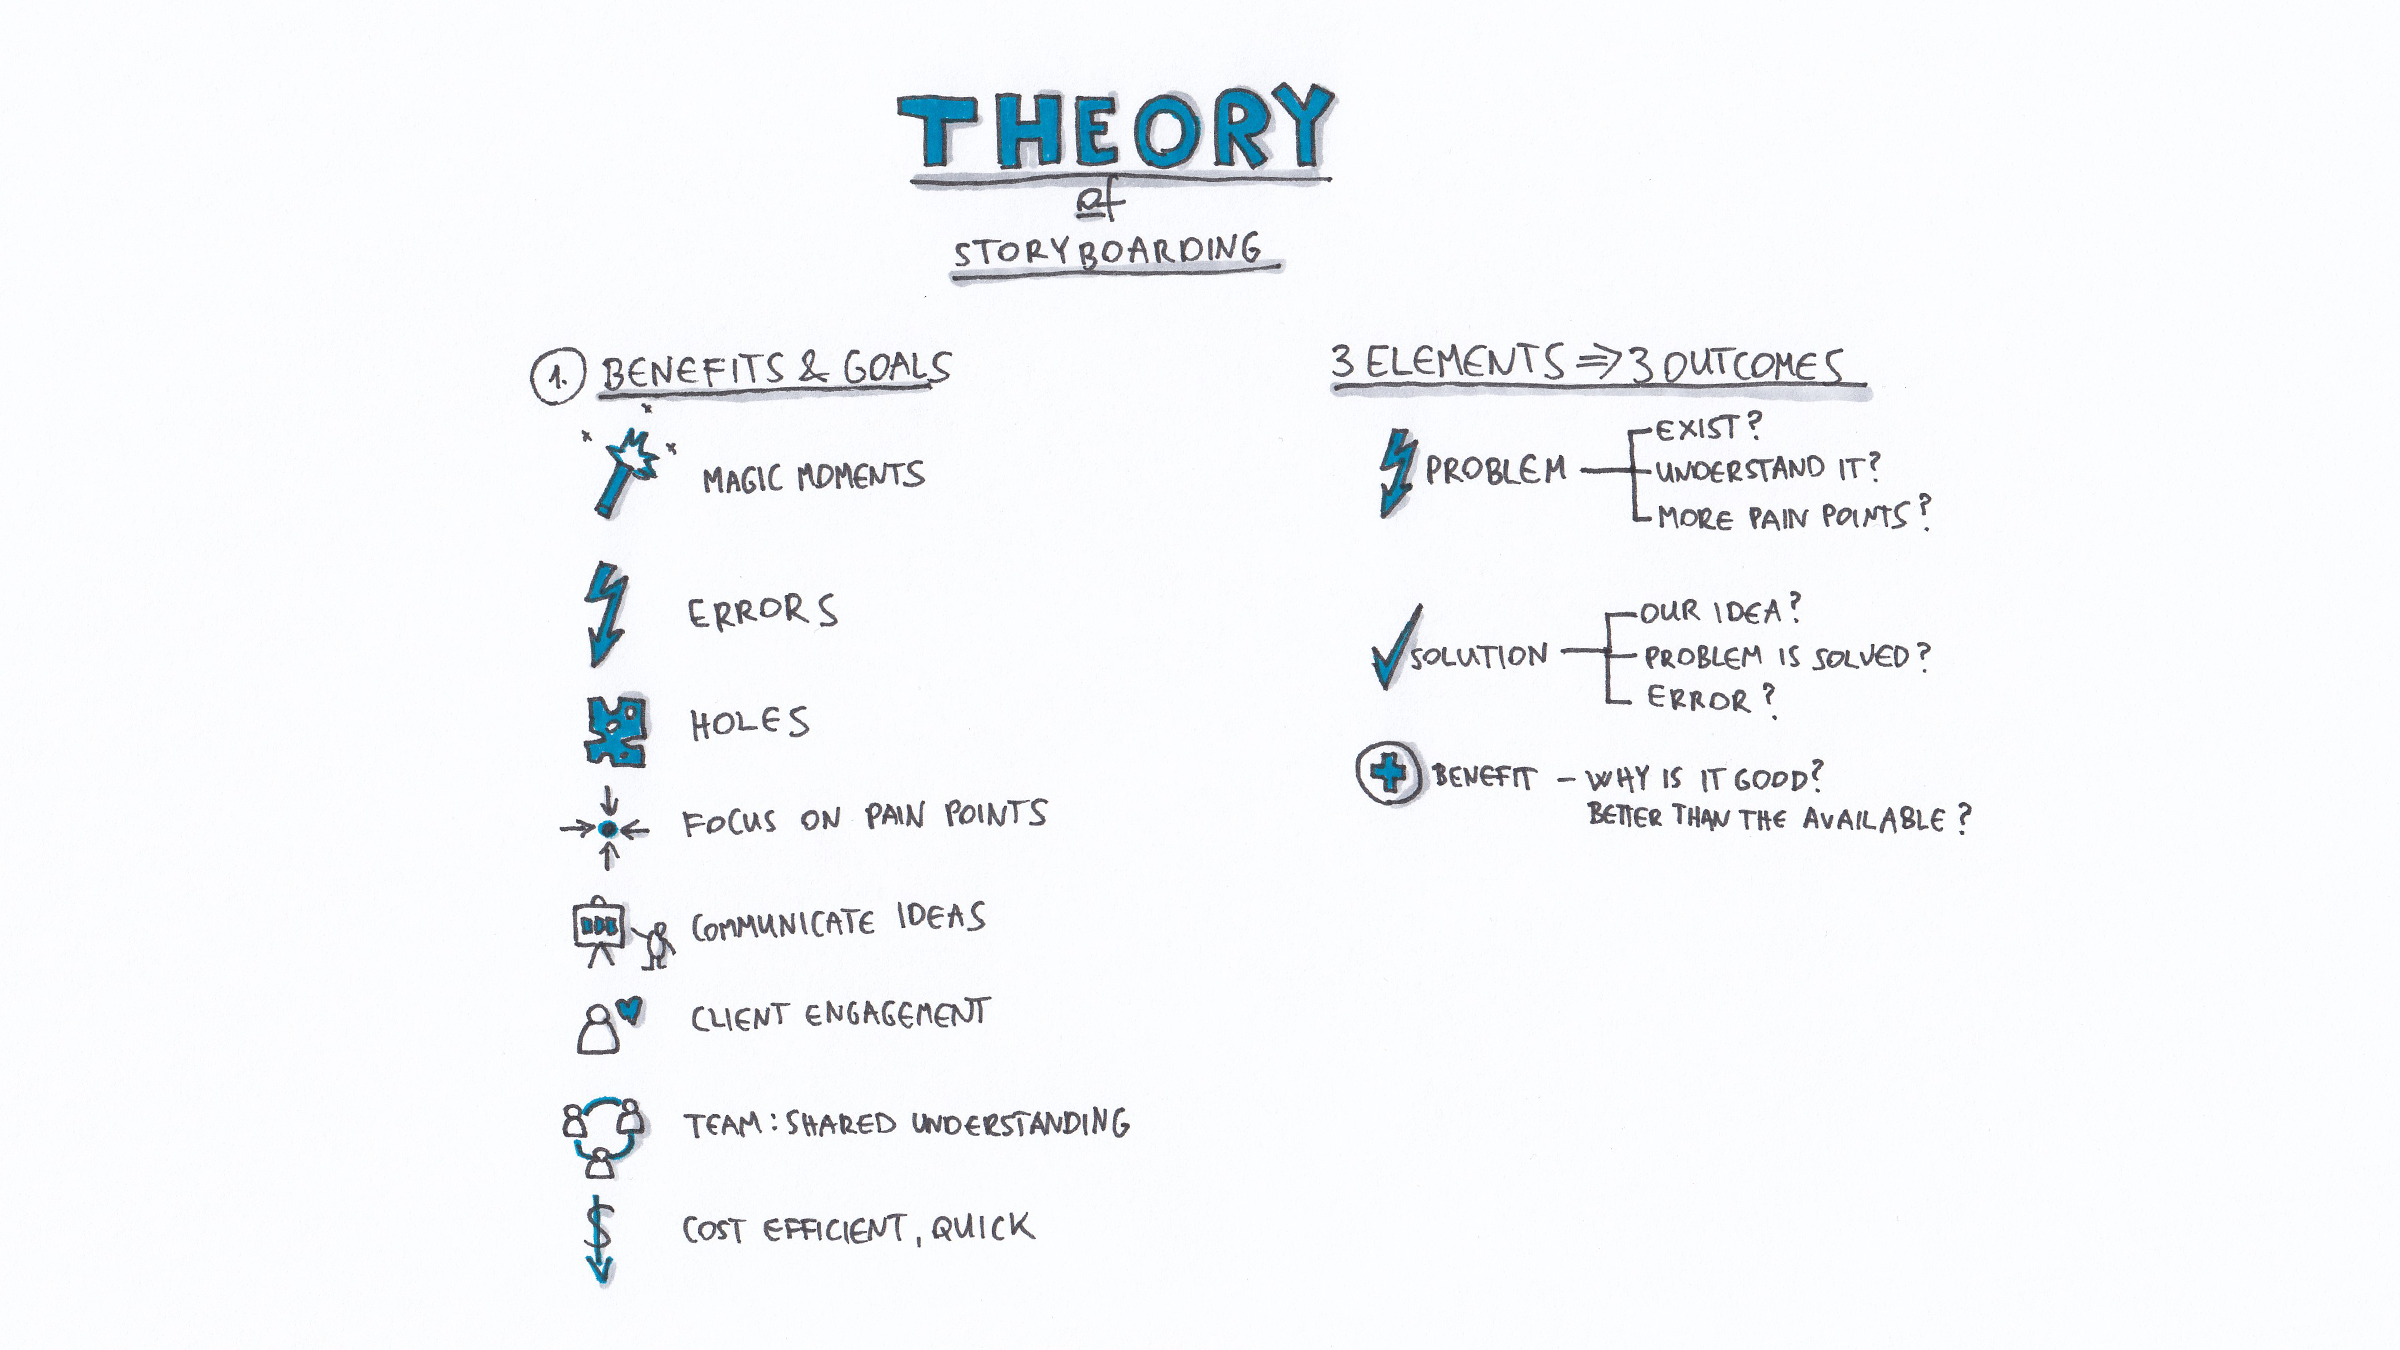 THEORY
of
STORYBOARDING
1. BENEFITS & GOALS
MAGIC MOMENTS
ERRORS
HOLES
FOCUS ON PAIN POINTS
COMMUNICATE IDEAS
CLIENT ENGAGEMENT
TEAM: SHARED UNDERSTANDING
$
COST EFFICIENT, QUICK
3 ELEMENTS ⇒ 3 OUTCOMES
PROBLEM
EXIST?
UNDERSTAND IT?
MORE PAIN POINTS?
SOLUTION
OUR IDEA?
PROBLEM IS SOLVED?
ERROR?
BENEFIT - WHY IS IT GOOD?
BETTER THAN THE AVAILABLE?